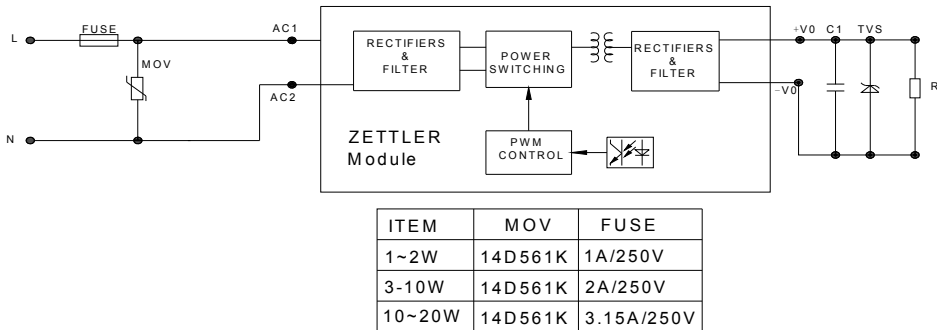 L
FUSE
MOV
N
AC1
AC2
RECTIFIERS
&
FILTER
POWER
SWITCHING
RECTIFIERS
&
FILTER
PWM
CONTROL
ZETTLER
Module
+V0 C1 TVS
−V0
R
ITEM MOV FUSE
1~2W 14D561K 1A/250V
3-10W 14D561K 2A/250V
10~20W 14D561K 3.15A/250V